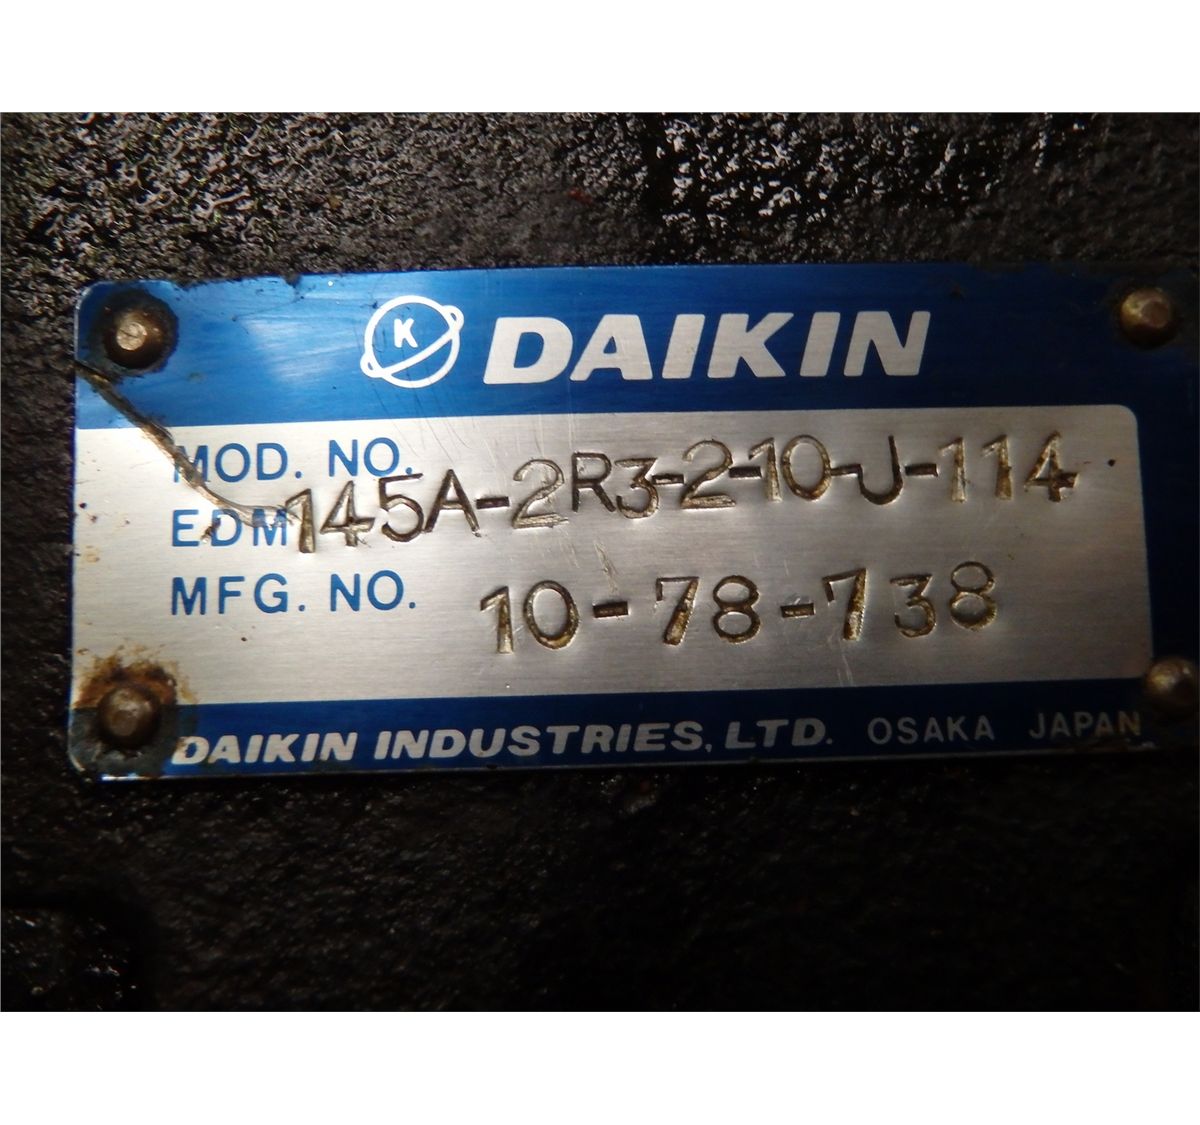 K DAIKIN
MOD. NO.
EDM145A-2R3-2-10-J-114
MFG. NO. 10-78-738
DAIKIN INDUSTRIES, LTD. OSAKA JAPAN